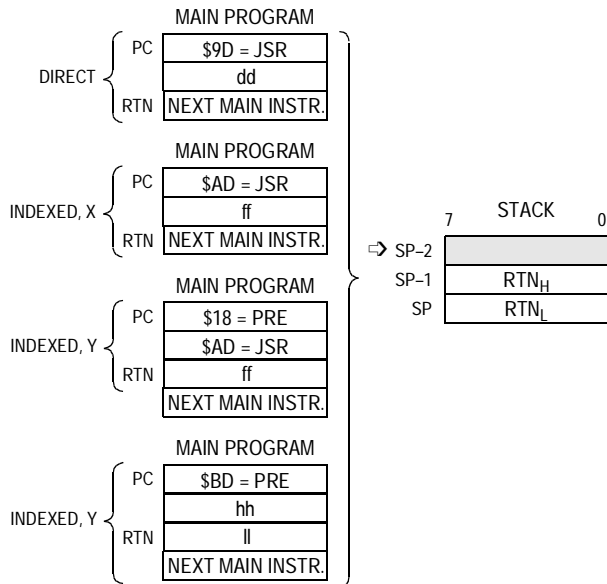 MAIN PROGRAM
PC $9D = JSR
DIRECT
dd
RTN NEXT MAIN INSTR.
MAIN PROGRAM
PC $AD = JSR
INDEXED, X
ff
RTN NEXT MAIN INSTR.
MAIN PROGRAM
PC $18 = PRE
INDEXED, Y
$AD = JSR
RTN ff
NEXT MAIN INSTR.
MAIN PROGRAM
PC $BD = PRE
INDEXED, Y
hh
RTN ll
NEXT MAIN INSTR.
7 STACK 0
⇨ SP–2
SP–1 RTNH
SP RTNL